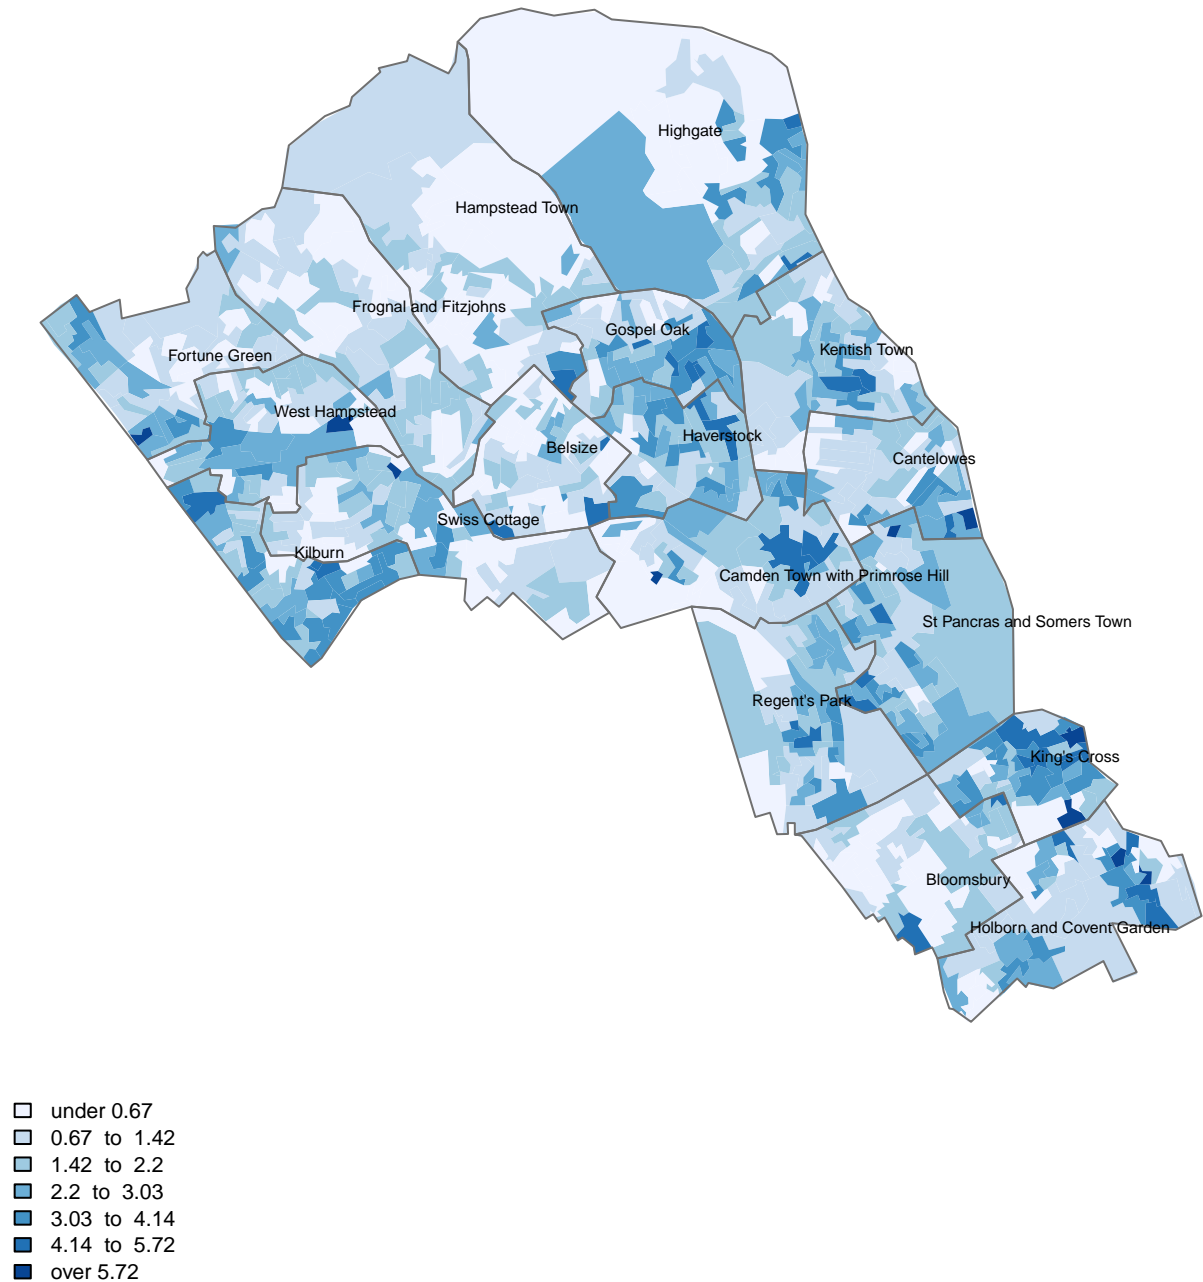 Highgate
Hampstead Town
Frognal and Fitzjohns
Gospel Oak
Kentish Town
Fortune Green
West Hampstead
Haverstock
Belsize
Cantelowes
Swiss Cottage
Kilburn
Camden Town with Primrose Hill
St Pancras and Somers Town
Regent's Park
King's Cross
Bloomsbury
Holborn and Covent Garden
under 0.67
0.67 to 1.42
1.42 to 2.2
2.2 to 3.03
3.03 to 4.14
4.14 to 5.72
over 5.72